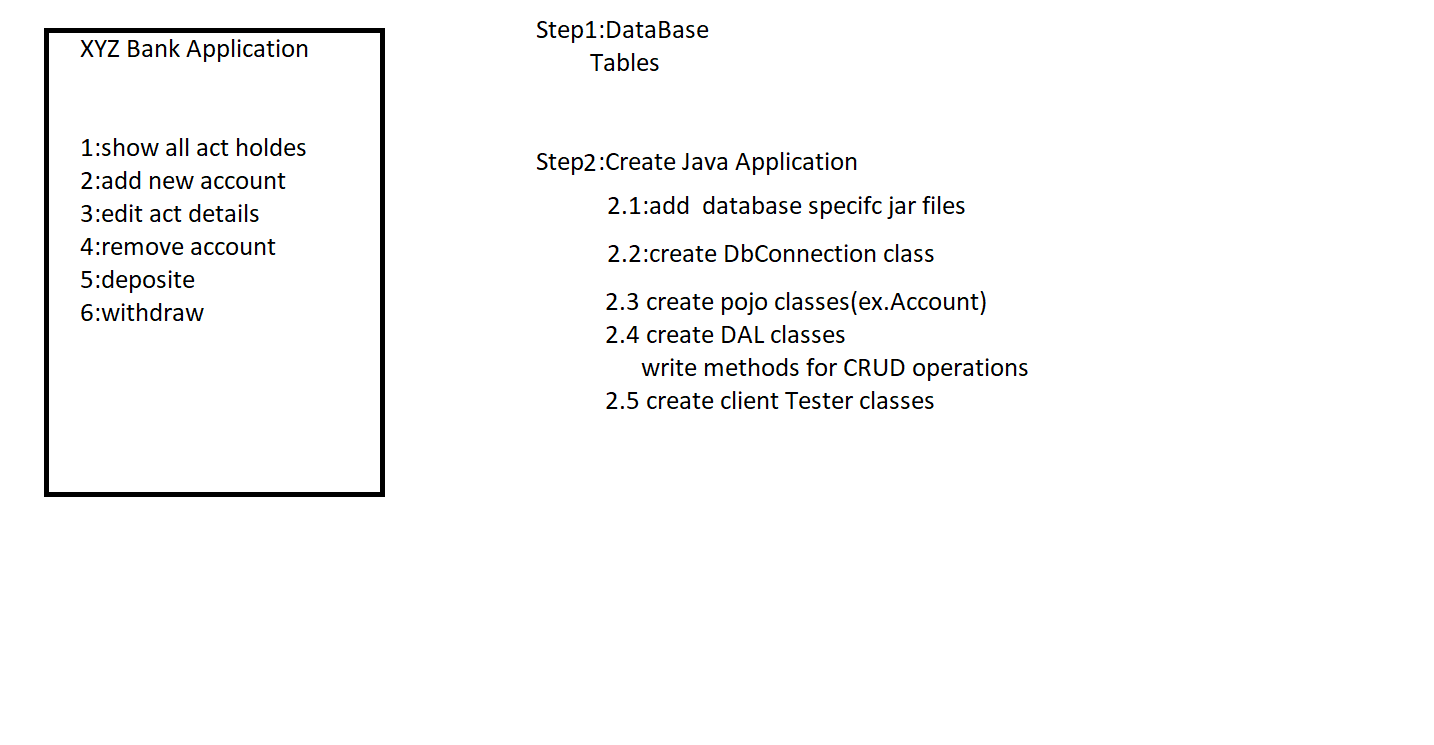 XYZ Bank Application
1:show all act holdes
2:add new account
3:edit act details
4:remove account
5:deposite
6:withdraw
Step1:DataBase
Tables
Step2:Create Java Application
2.1:add  database specifc jar files
2.2:create DbConnection class
2.3 create pojo classes(ex.Account)
2.4 create DAL classes
write methods for CRUD operations
2.5 create client Tester classes